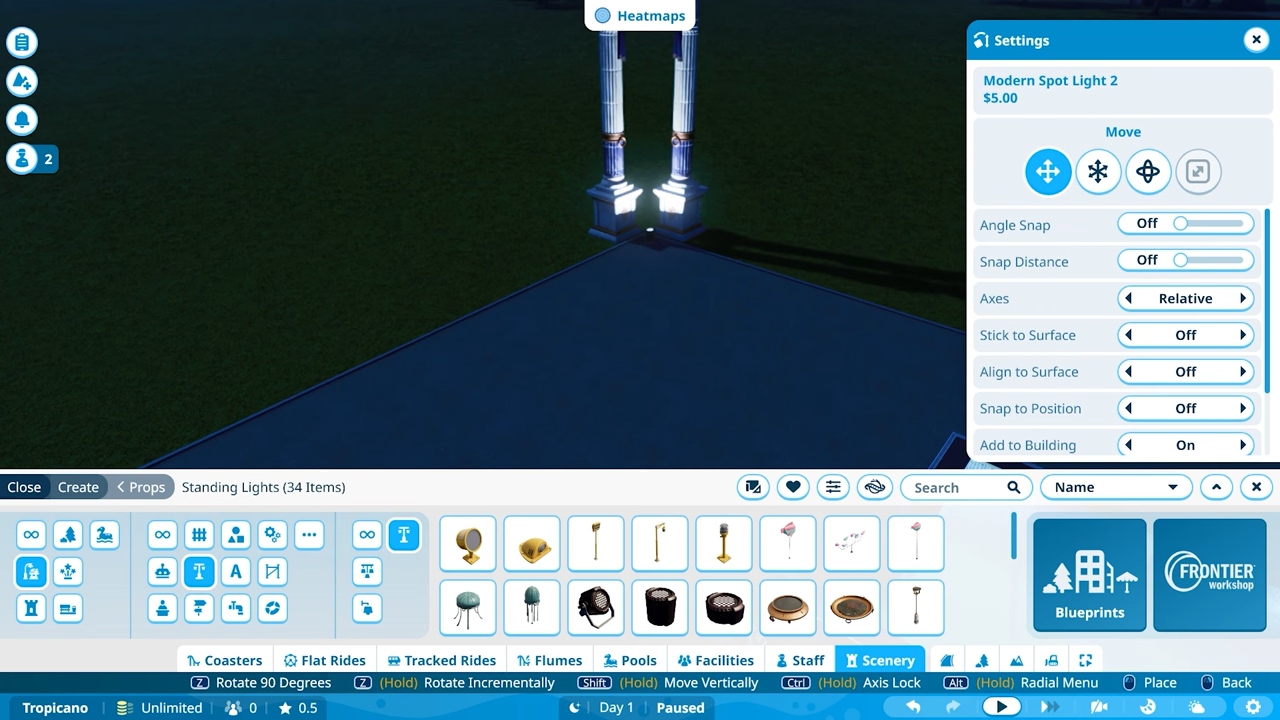 Heatmaps
2
Settings
Modern Spot Light 2
$5.00
Move
Angle Snap Off
Snap Distance Off
Axes Relative
Stick to Surface Off
Align to Surface Off
Snap to Position Off
Add to Building On
Close Create Props Standing Lights (34 Items) Search Name
Blueprints
FRONTIER workshop
Coasters Flat Rides Tracked Rides Flumes Pools Facilities Staff Scenery
Z Rotate 90 Degrees Z (Hold) Rotate Incrementally Shift (Hold) Move Vertically Ctrl (Hold) Axis Lock Alt (Hold) Radial Menu Place Back
Tropicano Unlimited 0 0.5 Day 1 Paused